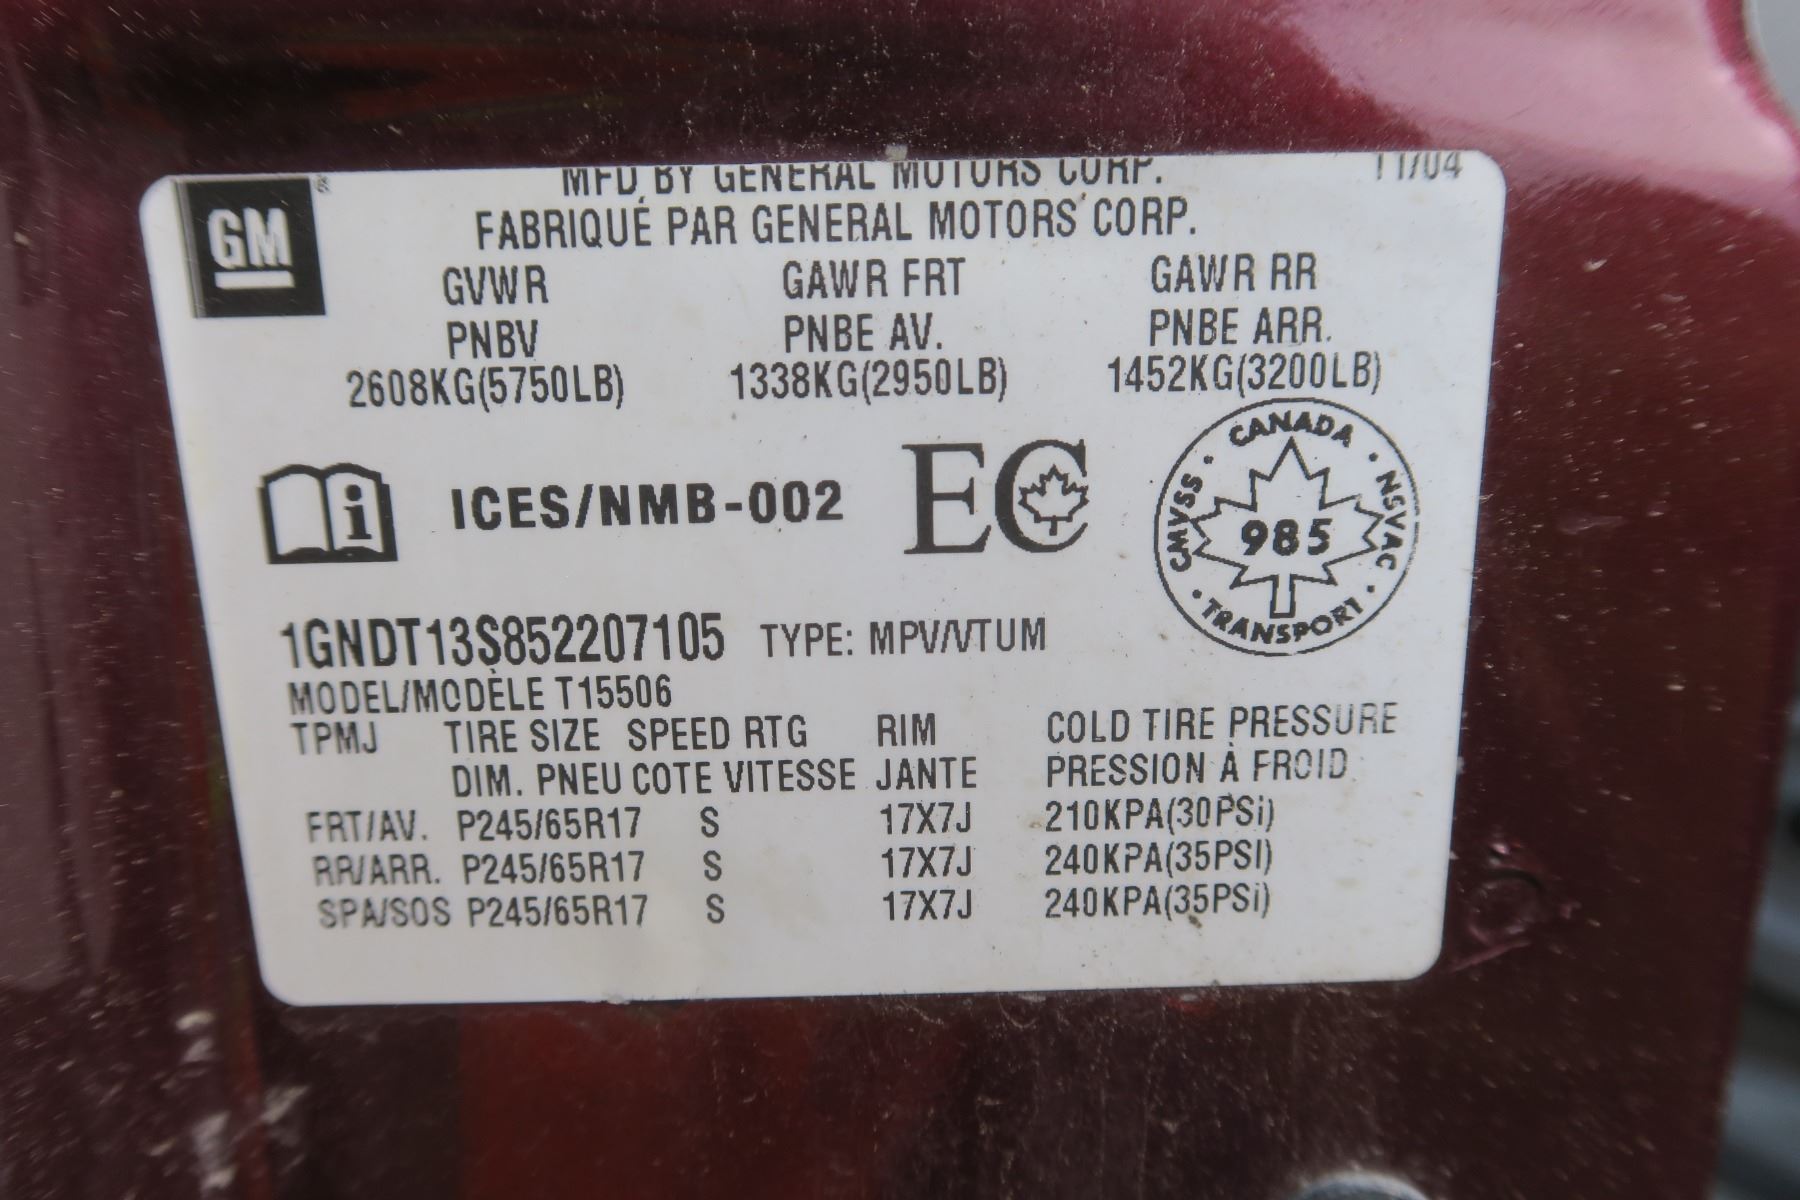 GM ®
MFD BY GENERAL MOTORS CORP. 11/04
FABRIQUÉ PAR GENERAL MOTORS CORP.
GVWR GAWR FRT GAWR RR
PNBV PNBE AV. PNBE ARR.
2608KG(5750LB) 1338KG(2950LB) 1452KG(3200LB)
i ICES/NMB-002 EC
CANADA · NSVAC · TRANSPORT · CMVSS ·
985
1GNDT13S852207105 TYPE: MPV/VTUM
MODEL/MODÈLE T15506
TPMJ TIRE SIZE SPEED RTG RIM COLD TIRE PRESSURE
DIM. PNEU COTE VITESSE JANTE PRESSION À FROID
FRT/AV. P245/65R17 S 17X7J 210KPA(30PSi)
RR/ARR. P245/65R17 S 17X7J 240KPA(35PSI)
SPA/SOS P245/65R17 S 17X7J 240KPA(35PSi)